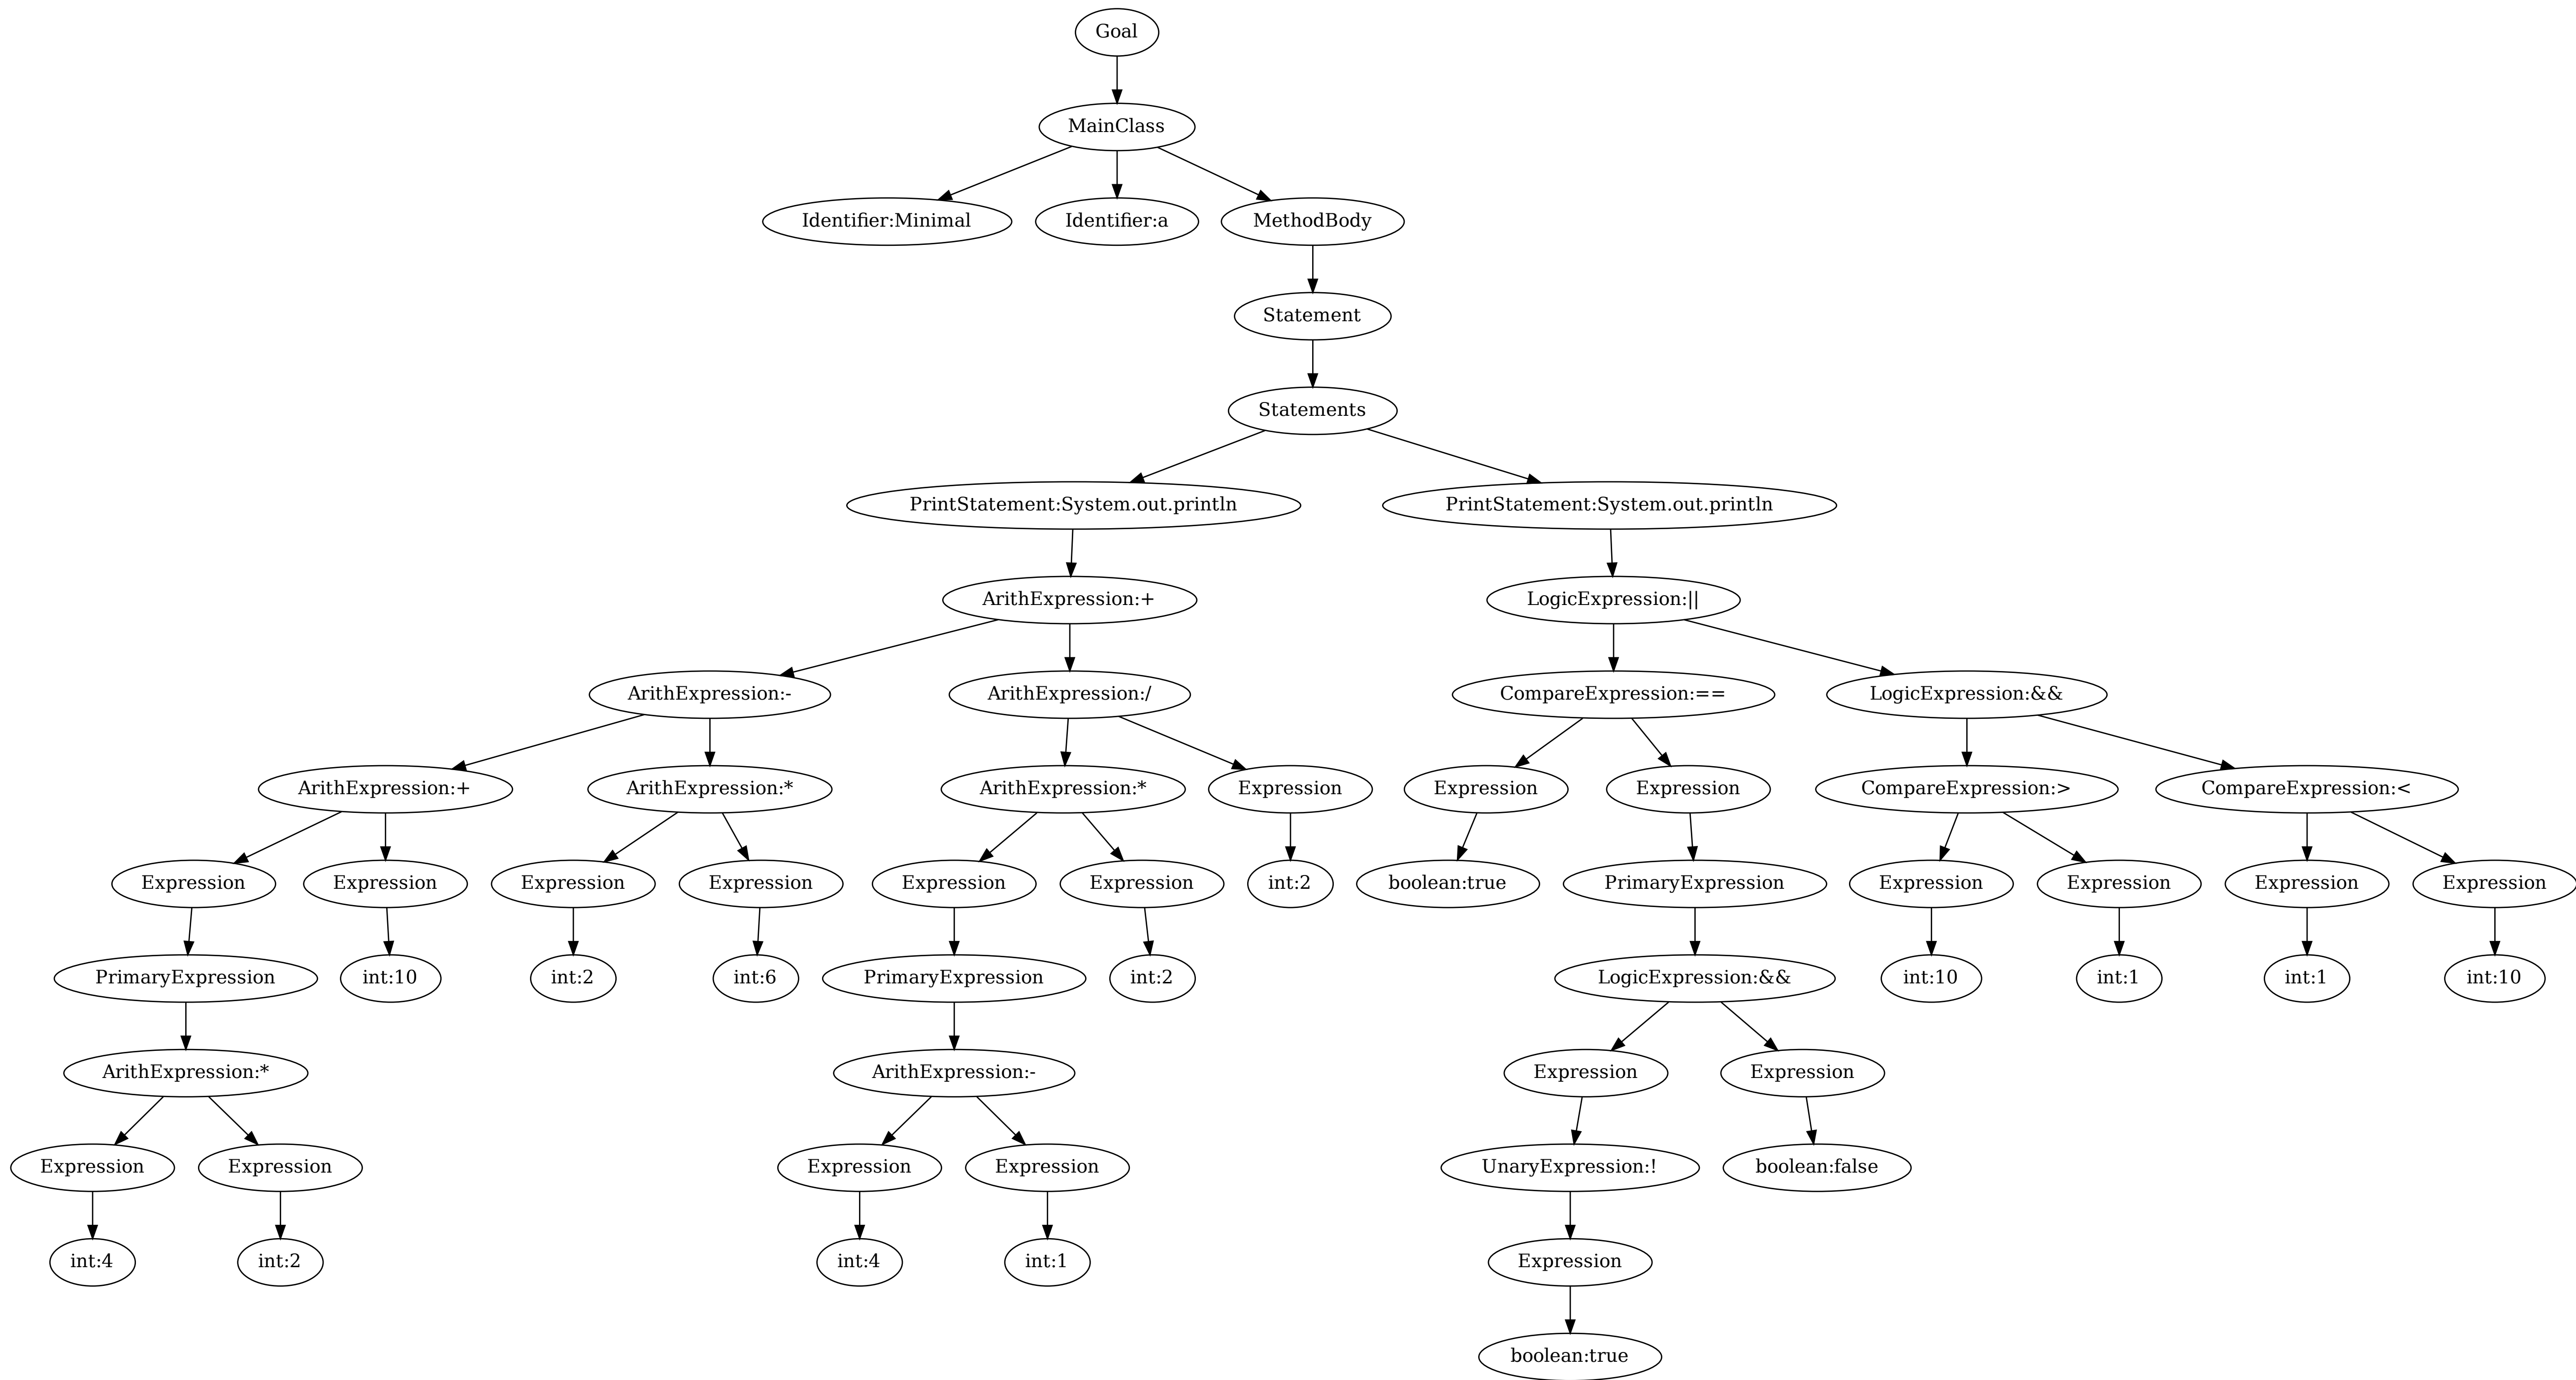 Goal
MainClass
Identifier:Minimal
Identifier:a
MethodBody
Statement
Statements
PrintStatement:System.out.println
PrintStatement:System.out.println
ArithExpression:+
LogicExpression:||
ArithExpression:-
ArithExpression:/
CompareExpression:==
LogicExpression:&&
ArithExpression:+
ArithExpression:*
ArithExpression:*
Expression
Expression
Expression
CompareExpression:>
CompareExpression:<
Expression
Expression
Expression
Expression
Expression
Expression
int:2
boolean:true
PrimaryExpression
Expression
Expression
Expression
Expression
PrimaryExpression
int:10
int:2
int:6
PrimaryExpression
int:2
LogicExpression:&&
int:10
int:1
int:1
int:10
ArithExpression:*
ArithExpression:-
Expression
Expression
Expression
Expression
Expression
Expression
UnaryExpression:!
boolean:false
int:4
int:2
int:4
int:1
Expression
boolean:true